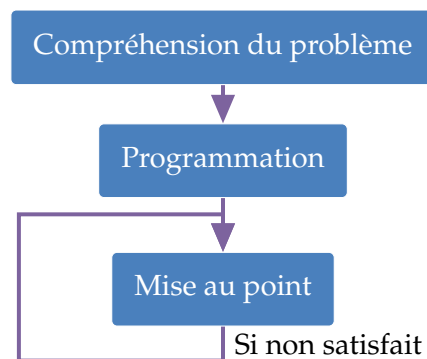 Compréhension du problème
Programmation
Mise au point
Si non satisfait